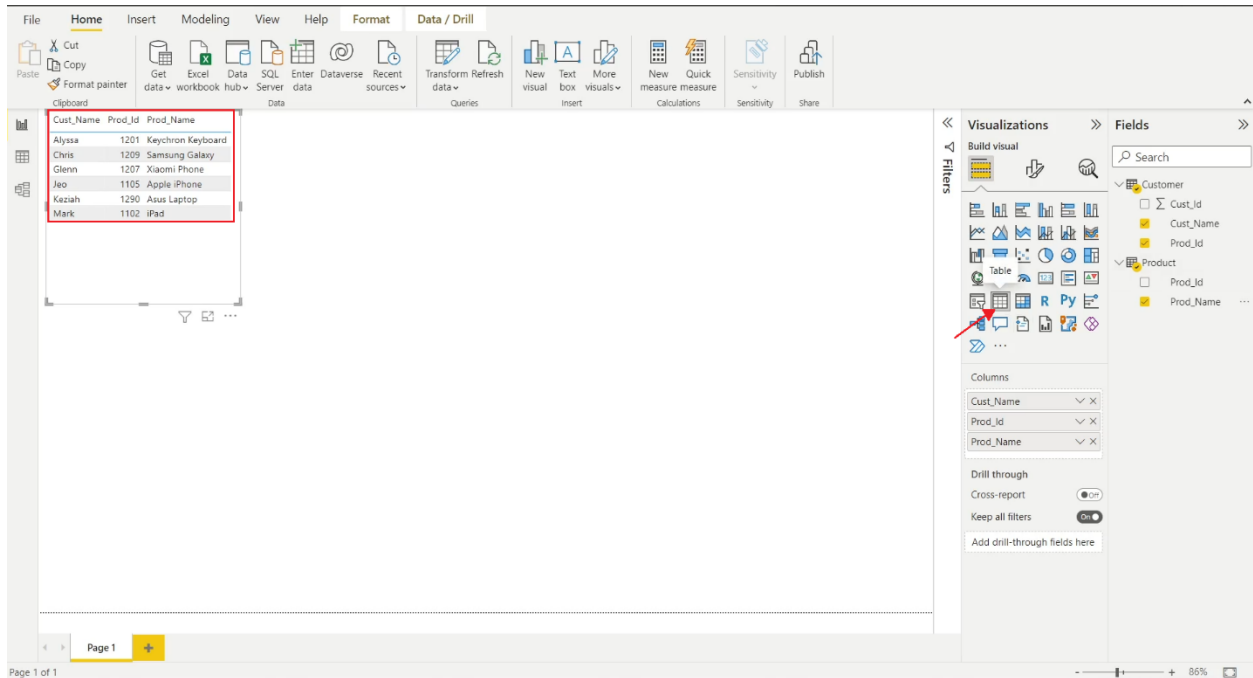 File Home Insert Modeling View Help Format Data / Drill
Paste
Cut
Copy
Format painter
Clipboard
Get data
Excel workbook
Data hub
SQL Server
Enter data
Dataverse
Recent sources
Data
Transform data
Refresh
Queries
New visual
Text box
More visuals
Insert
New measure
Quick measure
Calculations
Sensitivity
Sensitivity
Publish
Share
Cust_Name Prod_Id Prod_Name
Alyssa 1201 Keychron Keyboard
Chris 1209 Samsung Galaxy
Glenn 1207 Xiaomi Phone
Jeo 1105 Apple iPhone
Keziah 1290 Asus Laptop
Mark 1102 iPad
Filters
Visualizations
Build visual
Table
R Py
123
Columns
Cust_Name
Prod_Id
Prod_Name
Drill through
Cross-report Off
Keep all filters On
Add drill-through fields here
Fields
Search
Customer
Σ Cust_Id
Cust_Name
Prod_Id
Product
Prod_Id
Prod_Name
Page 1
Page 1 of 1
86%